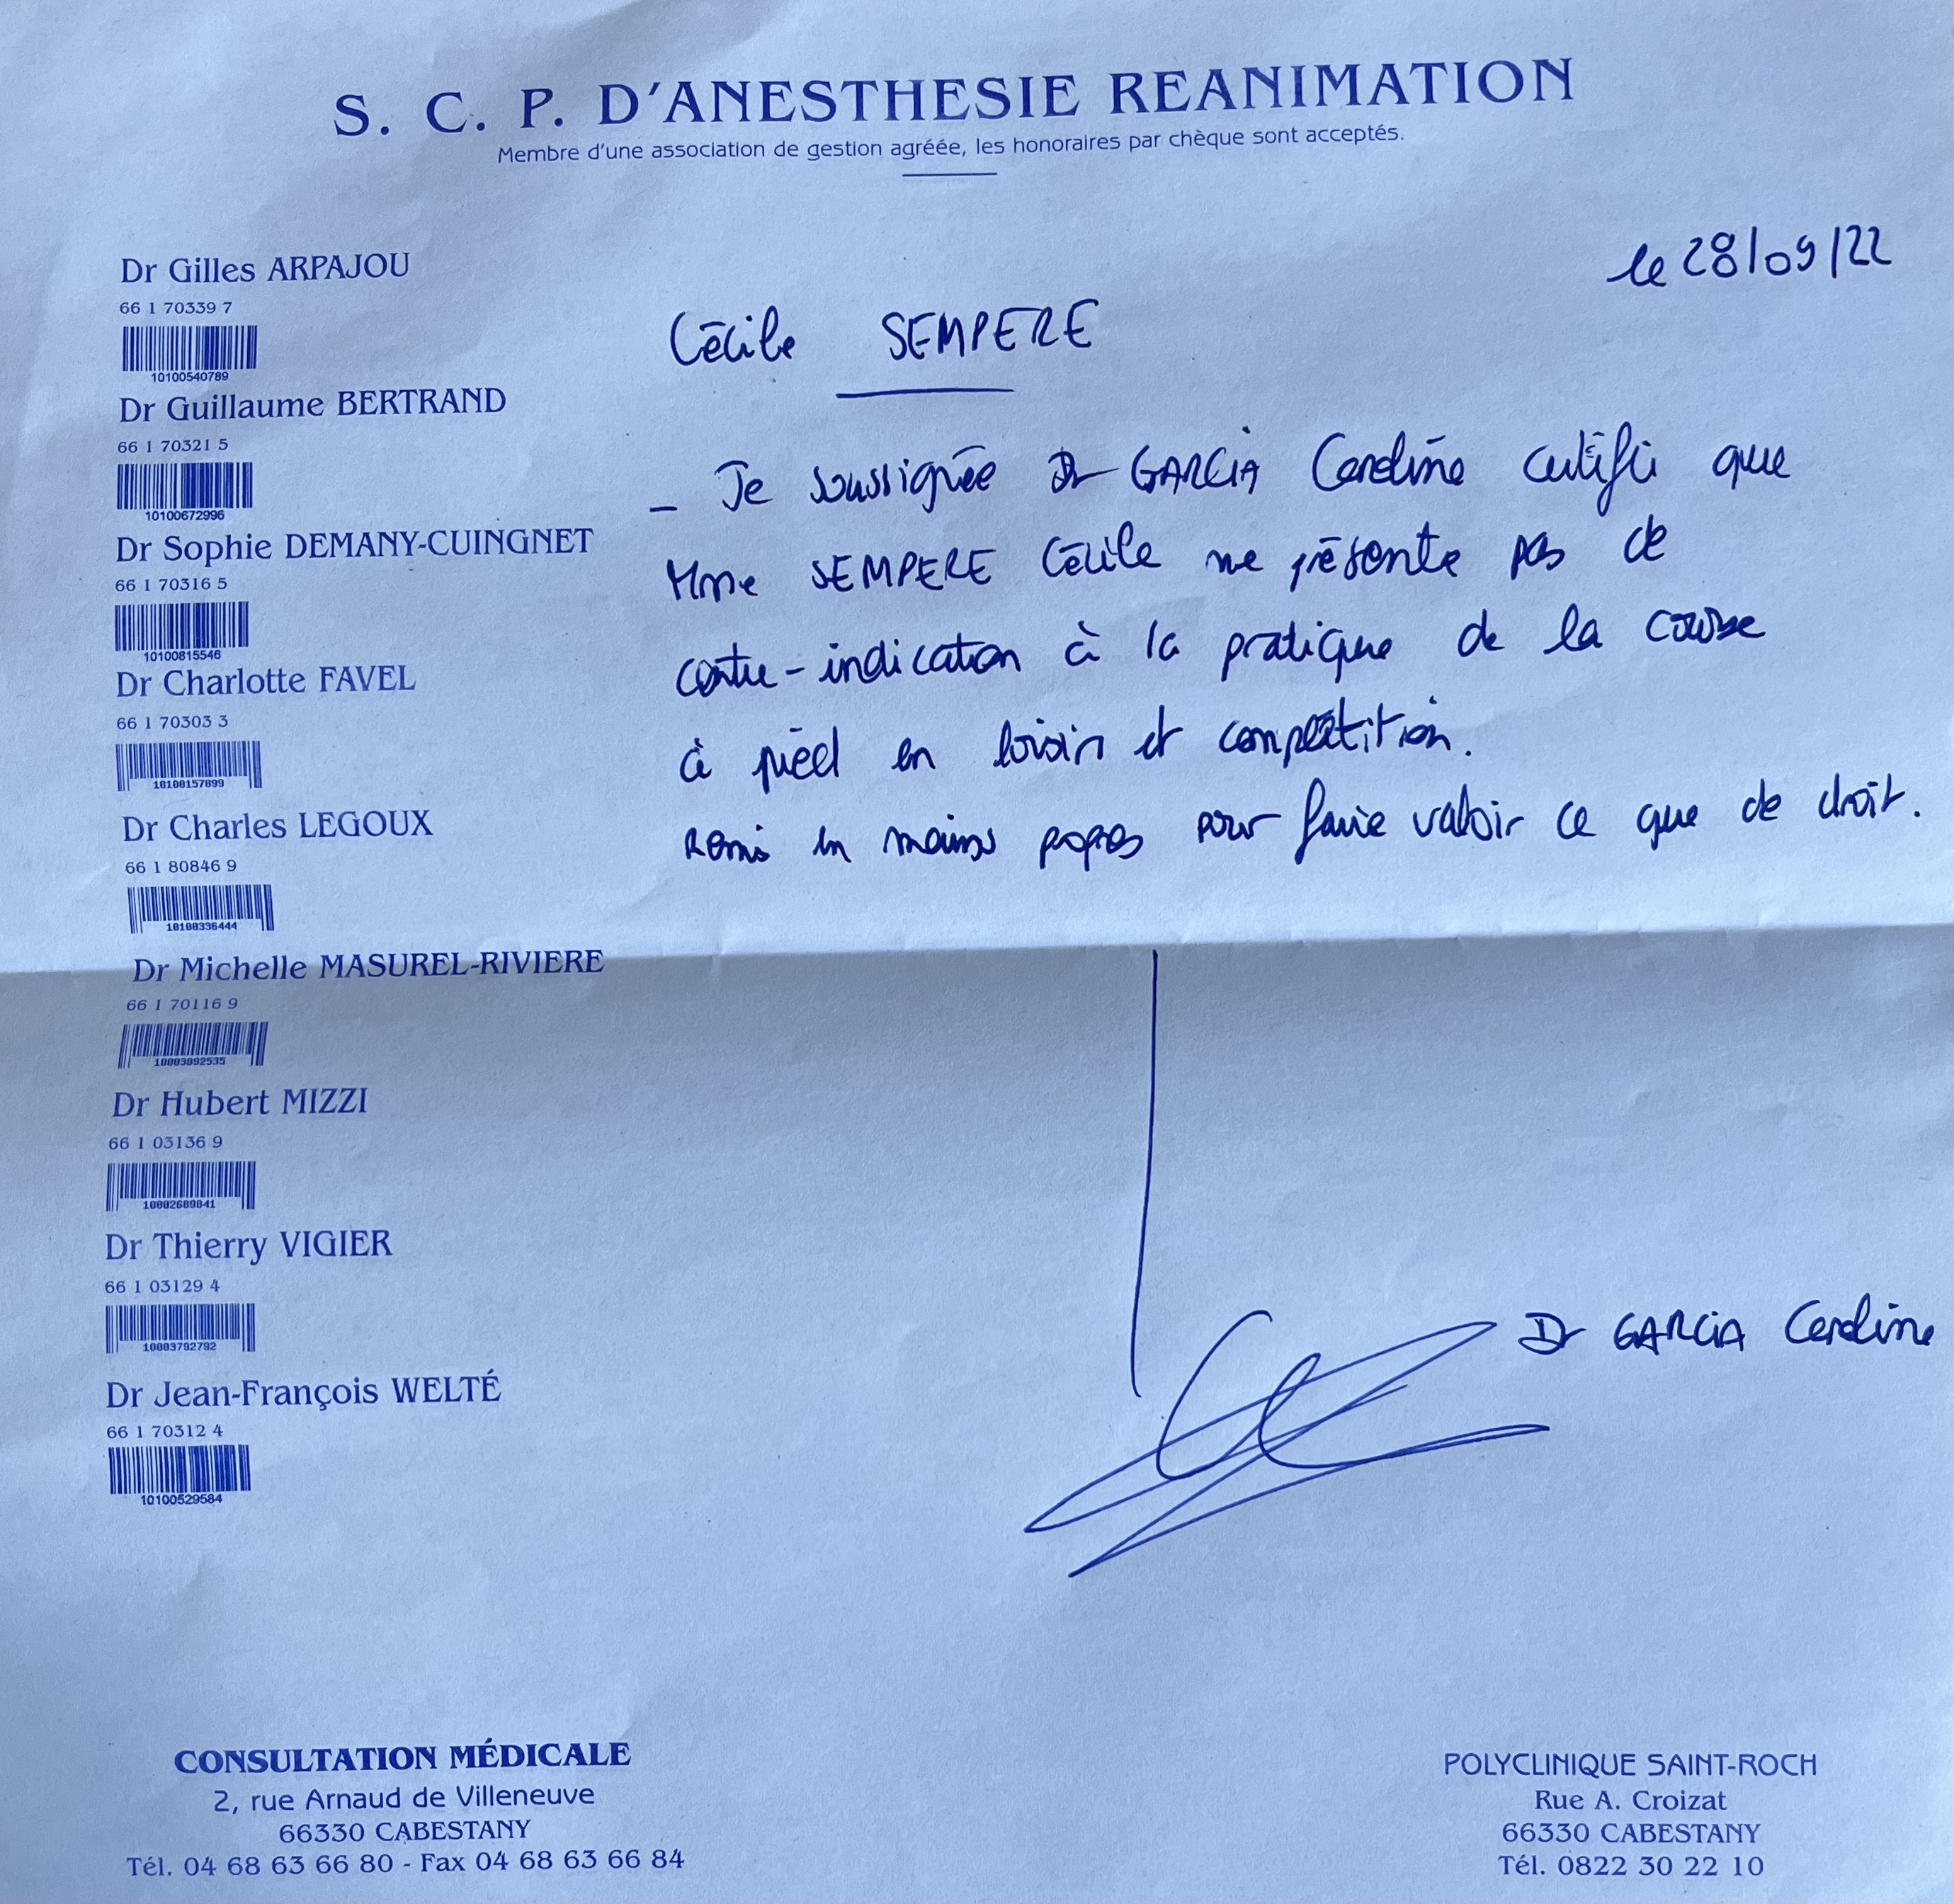 S. C. P. D'ANESTHESIE REANIMATION
Membre d'une association de gestion agréée, les honoraires par chèque sont acceptés.
le 28/09/22
Dr Gilles ARPAJOU
66 1 70339 7
10100540789
Dr Guillaume BERTRAND
66 1 70321 5
10100672996
Dr Sophie DEMANY-CUINGNET
66 1 70316 5
10100815546
Dr Charlotte FAVEL
66 1 70303 3
10100157899
Dr Charles LEGOUX
66 1 80846 9
10100336444
Dr Michelle MASUREL-RIVIERE
66 1 70116 9
10003092535
Dr Hubert MIZZI
66 1 03136 9
10002689841
Dr Thierry VIGIER
66 1 03129 4
10003792792
Dr Jean-François WELTÉ
66 1 70312 4
10100529584
Cécile SEMPERE
_ Je soussignée Dr GARCIA Caroline certifie que
Mme SEMPERE Cécile ne présente pas de
contre-indication à la pratique de la course
à pied en loisir et compétition.
Remis en mains propres pour faire valoir ce que de droit.
Dr GARCIA Caroline
CONSULTATION MÉDICALE
2, rue Arnaud de Villeneuve
66330 CABESTANY
Tél. 04 68 63 66 80 - Fax 04 68 63 66 84
POLYCLINIQUE SAINT-ROCH
Rue A. Croizat
66330 CABESTANY
Tél. 0822 30 22 10